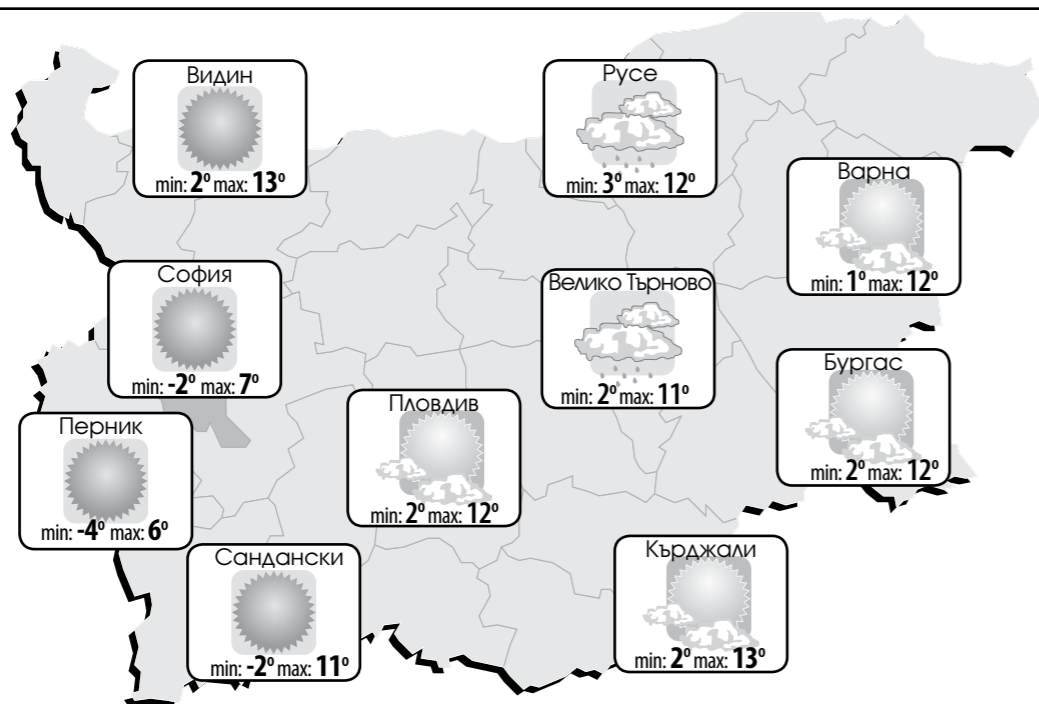 Видин
min: 2° max: 13°
Русе
min: 3° max: 12°
Варна
min: 1° max: 12°
София
min: -2° max: 7°
Велико Търново
min: 2° max: 11°
Бургас
min: 2° max: 12°
Пловдив
min: 2° max: 12°
Перник
min: -4° max: 6°
Сандански
min: -2° max: 11°
Кърджали
min: 2° max: 13°